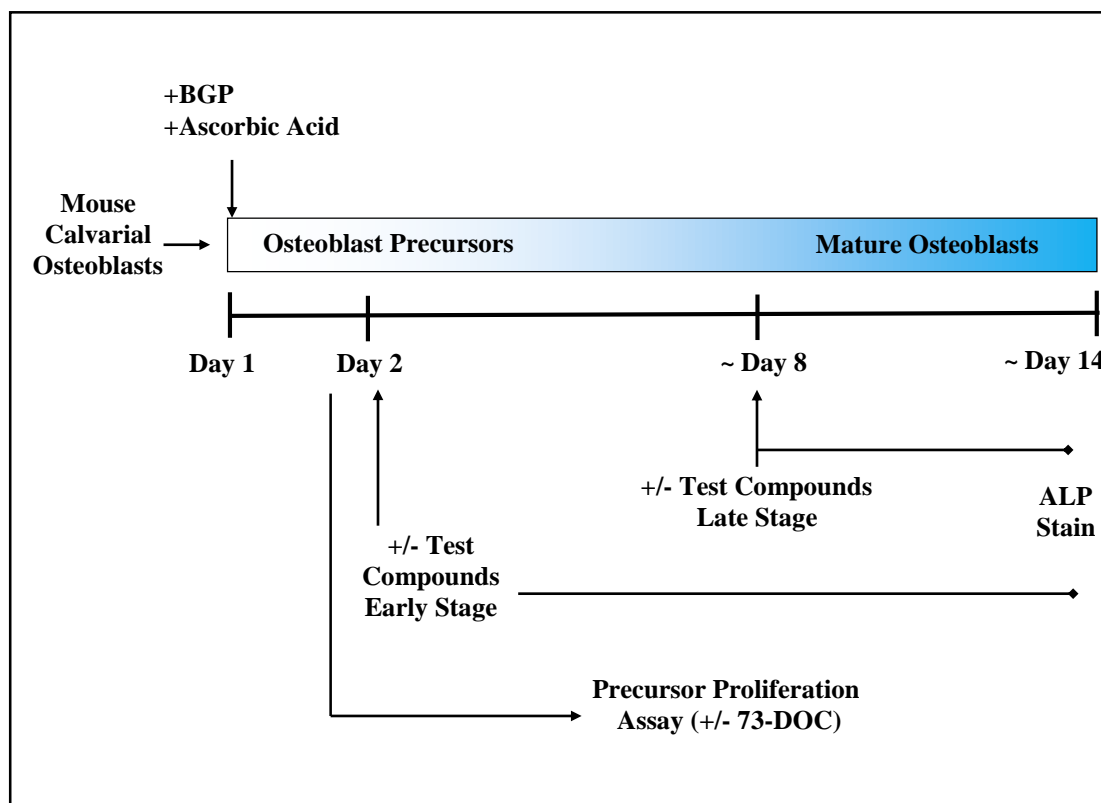 +BGP
+Ascorbic Acid
Mouse
Calvarial
Osteoblasts
Osteoblast Precursors
Mature Osteoblasts
Day 1
Day 2
~ Day 8
~ Day 14
+/- Test Compounds
Late Stage
ALP
Stain
+/- Test
Compounds
Early Stage
Precursor Proliferation
Assay (+/- 73-DOC)